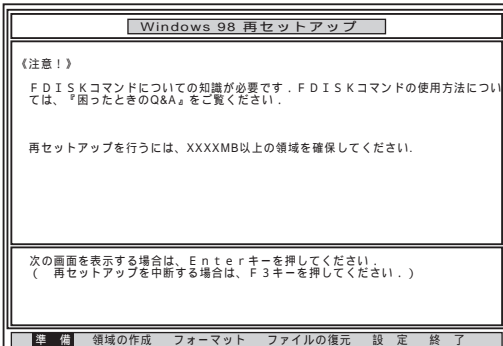 Windows 98 再セットアップ
《注意！》
ＦＤＩＳＫコマンドについての知識が必要です．ＦＤＩＳＫコマンドの使用方法につい
ては、『困ったときのQ&A』をご覧ください．
再セットアップを行うには、XXXXMB以上の領域を確保してください.
次の画面を表示する場合は、Ｅｎｔｅｒキーを押してください．
（　再セットアップを中断する場合は、Ｆ３キーを押してください．）
準　備　領域の作成　フォーマット　ファイルの復元　設　定　終　了